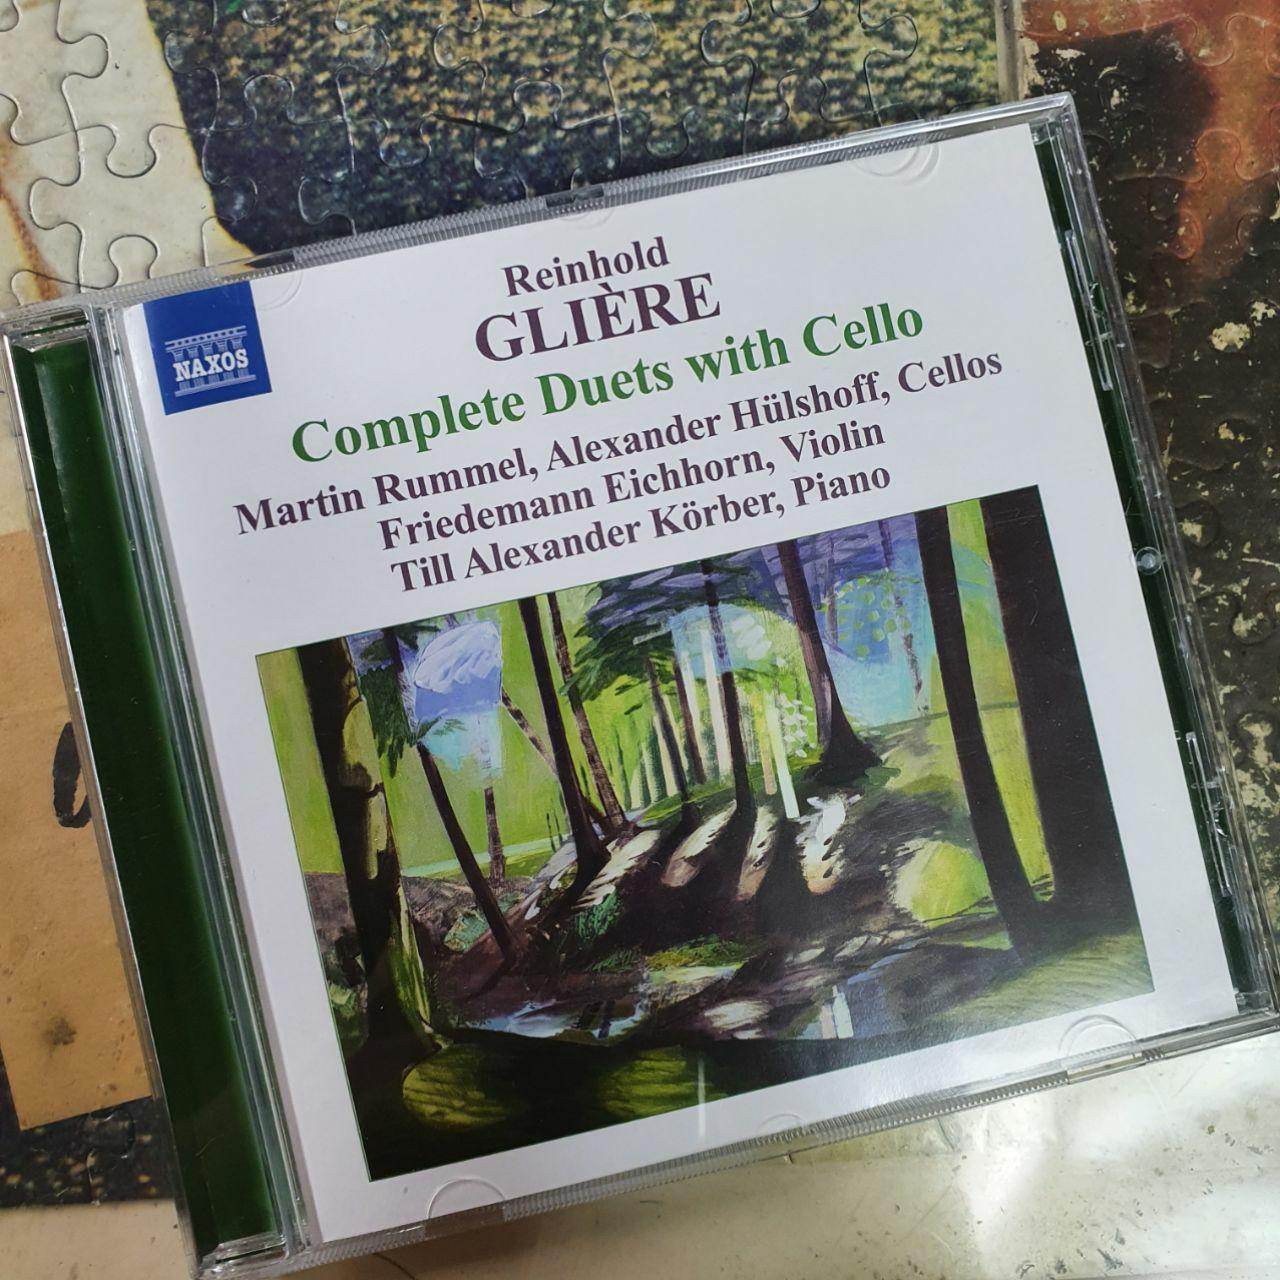 Reinhold
GLIÈRE
Complete Duets with Cello
Martin Rummel, Alexander Hülshoff, Cellos
Friedemann Eichhorn, Violin
Till Alexander Körber, Piano
NAXOS